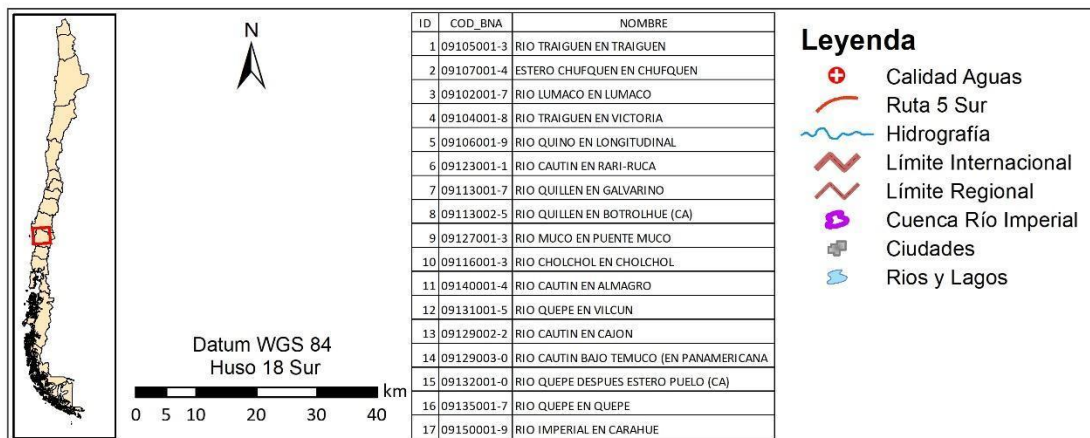 N
Datum WGS 84
Huso 18 Sur
km
0 5 10 20 30 40
ID COD_BNA NOMBRE
1 09105001-3 RIO TRAIGUEN EN TRAIGUEN
2 09107001-4 ESTERO CHUFQUEN EN CHUFQUEN
3 09102001-7 RIO LUMACO EN LUMACO
4 09104001-8 RIO TRAIGUEN EN VICTORIA
5 09106001-9 RIO QUINO EN LONGITUDINAL
6 09123001-1 RIO CAUTIN EN RARI-RUCA
7 09113001-7 RIO QUILLEN EN GALVARINO
8 09113002-5 RIO QUILLEN EN BOTROLHUE (CA)
9 09127001-3 RIO MUCO EN PUENTE MUCO
10 09116001-3 RIO CHOLCHOL EN CHOLCHOL
11 09140001-4 RIO CAUTIN EN ALMAGRO
12 09131001-5 RIO QUEPE EN VILCUN
13 09129002-2 RIO CAUTIN EN CAJON
14 09129003-0 RIO CAUTIN BAJO TEMUCO (EN PANAMERICANA
15 09132001-0 RIO QUEPE DESPUES ESTERO PUELO (CA)
16 09135001-7 RIO QUEPE EN QUEPE
17 09150001-9 RIO IMPERIAL EN CARAHUE
Leyenda
Calidad Aguas
Ruta 5 Sur
Hidrografía
Límite Internacional
Límite Regional
Cuenca Río Imperial
Ciudades
Rios y Lagos